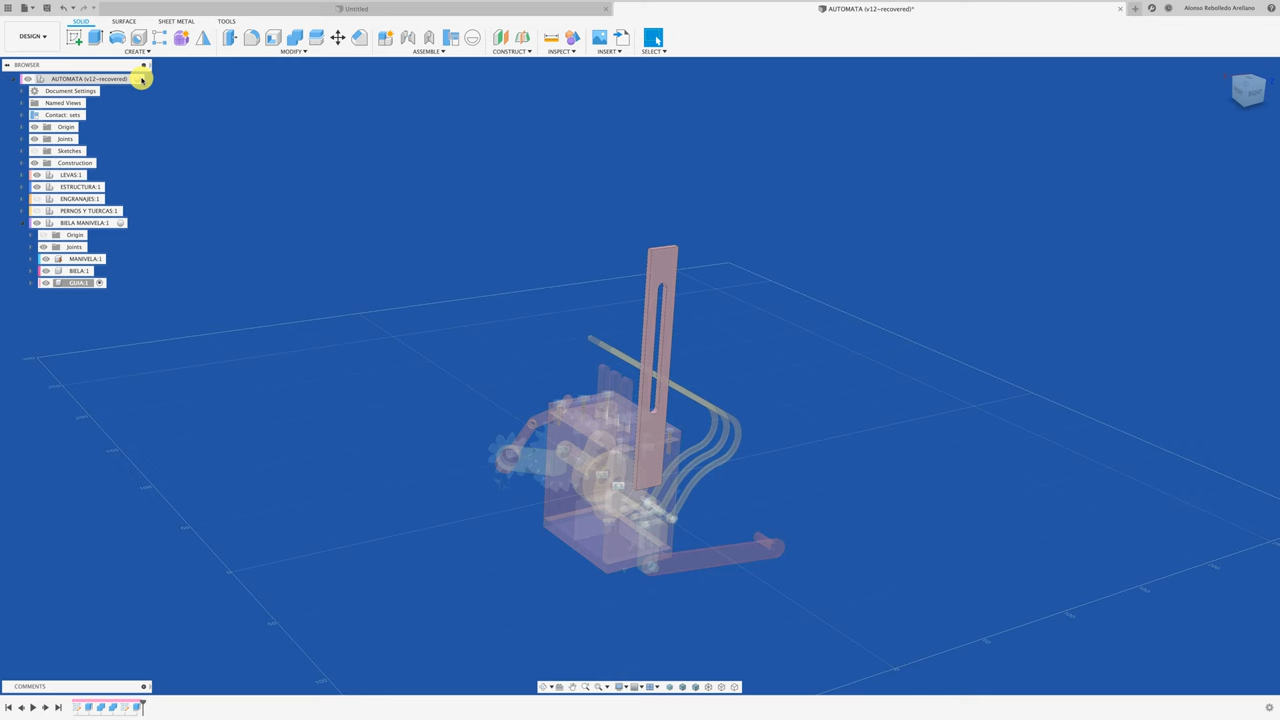 Untitled
AUTOMATA (v12-recovered)*
Alonso Rebolledo Arellano
DESIGN
SOLID SURFACE SHEET METAL TOOLS
CREATE MODIFY ASSEMBLE CONSTRUCT INSPECT INSERT SELECT
BROWSER
AUTOMATA (v12-recovered)
Document Settings
Named Views
Contact: sets
Origin
Joints
Sketches
Construction
LEVAS:1
ESTRUCTURA:1
ENGRANAJES:1
PERNOS Y TUERCAS:1
BIELA MANIVELA:1
Origin
Joints
MANIVELA:1
BIELA:1
GUIA:1
COMMENTS